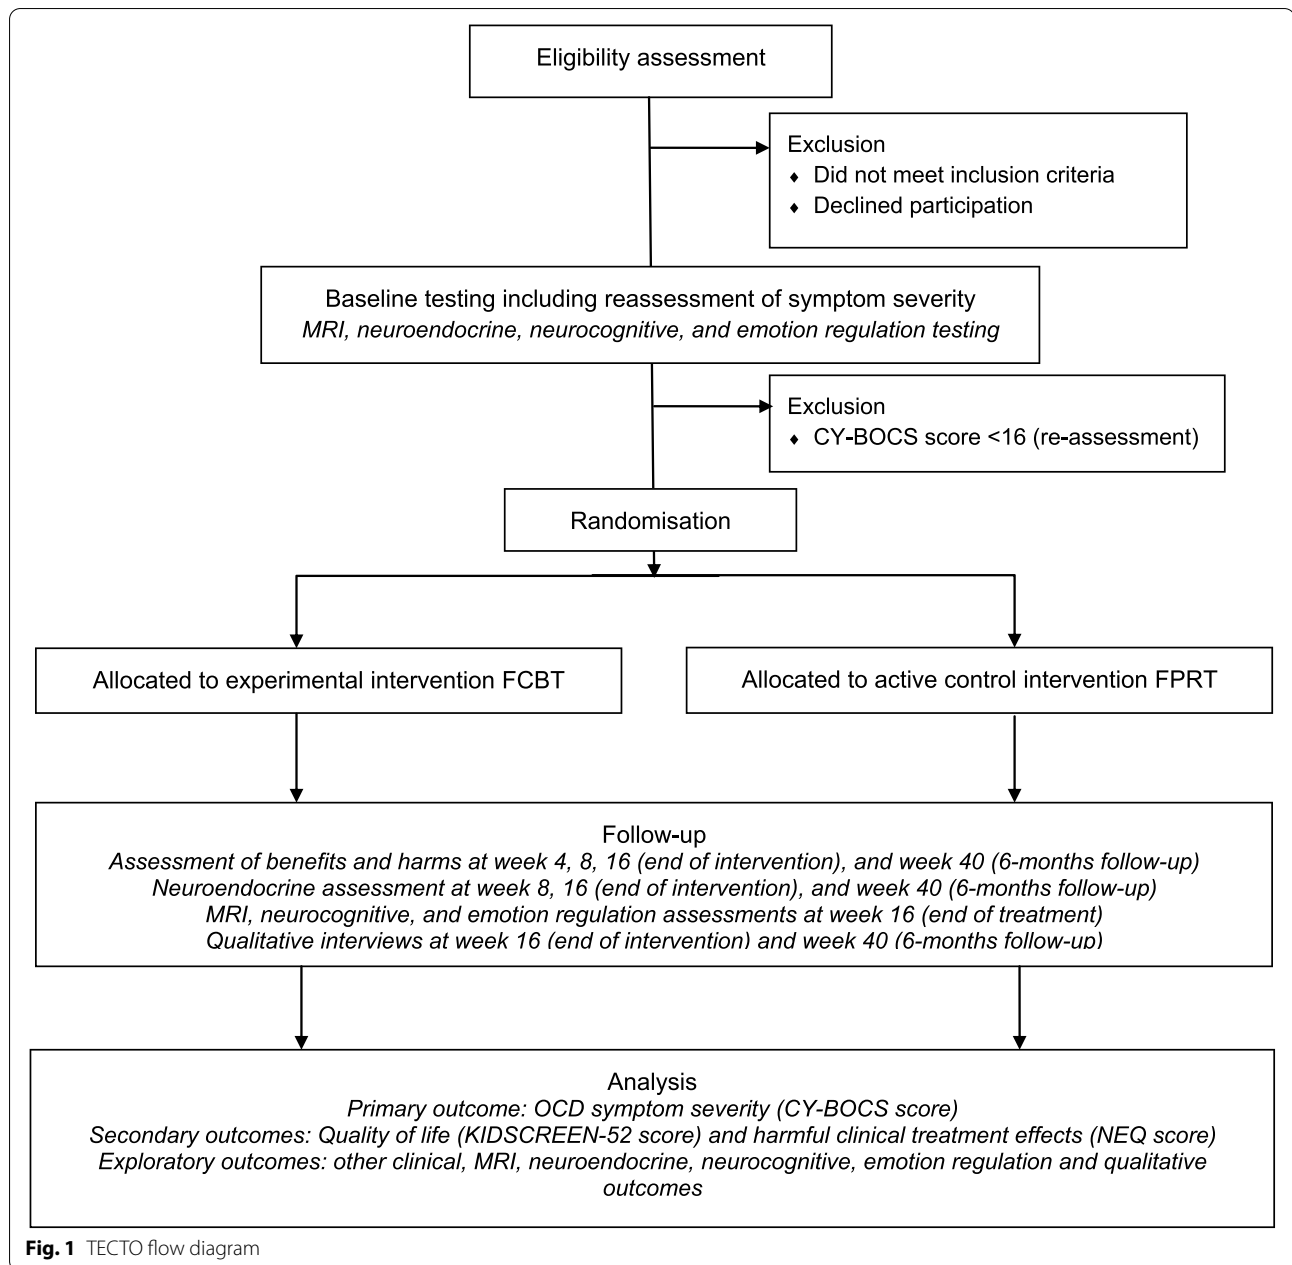 Eligibility assessment
Exclusion
♦ Did not meet inclusion criteria
♦ Declined participation
Baseline testing including reassessment of symptom severity
MRI, neuroendocrine, neurocognitive, and emotion regulation testing
Exclusion
♦ CY-BOCS score <16 (re-assessment)
Randomisation
Allocated to experimental intervention FCBT
Allocated to active control intervention FPRT
Follow-up
Assessment of benefits and harms at week 4, 8, 16 (end of intervention), and week 40 (6-months follow-up)
Neuroendocrine assessment at week 8, 16 (end of intervention), and week 40 (6-months follow-up)
MRI, neurocognitive, and emotion regulation assessments at week 16 (end of treatment)
Qualitative interviews at week 16 (end of intervention) and week 40 (6-months follow-up)
Analysis
Primary outcome: OCD symptom severity (CY-BOCS score)
Secondary outcomes: Quality of life (KIDSCREEN-52 score) and harmful clinical treatment effects (NEQ score)
Exploratory outcomes: other clinical, MRI, neuroendocrine, neurocognitive, emotion regulation and qualitative
outcomes
Fig. 1 TECTO flow diagram